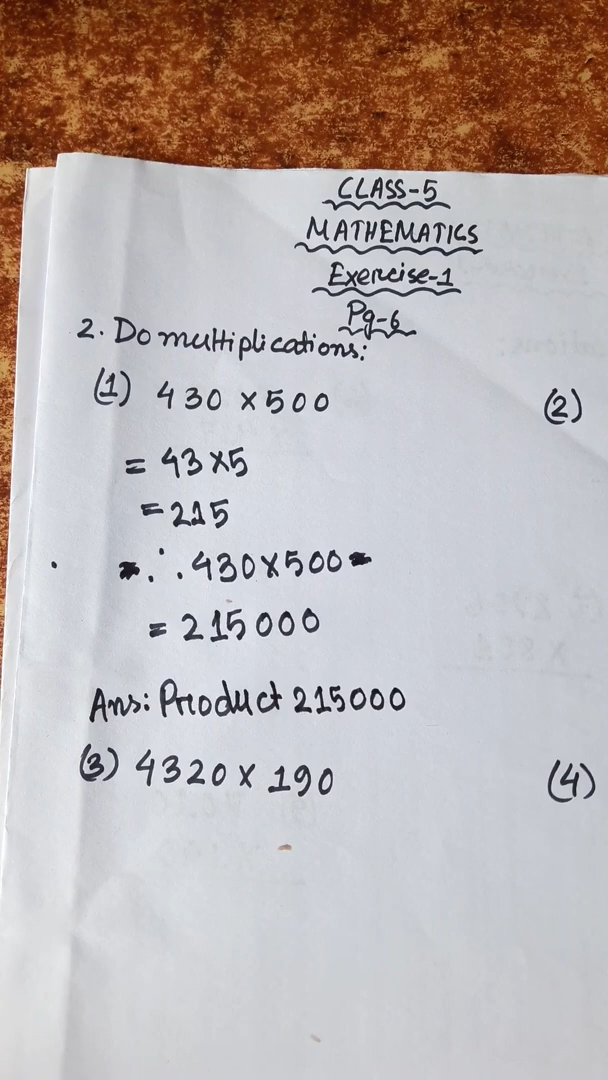 CLASS-5
MATHEMATICS
Exercise-1
Pg-6
2. Do multiplications:
(1) 430 × 500
(2)
= 43 × 5
= 215
∴ 430 × 500
= 215000
Ans: Product 215000
(3) 4320 × 190
(4)